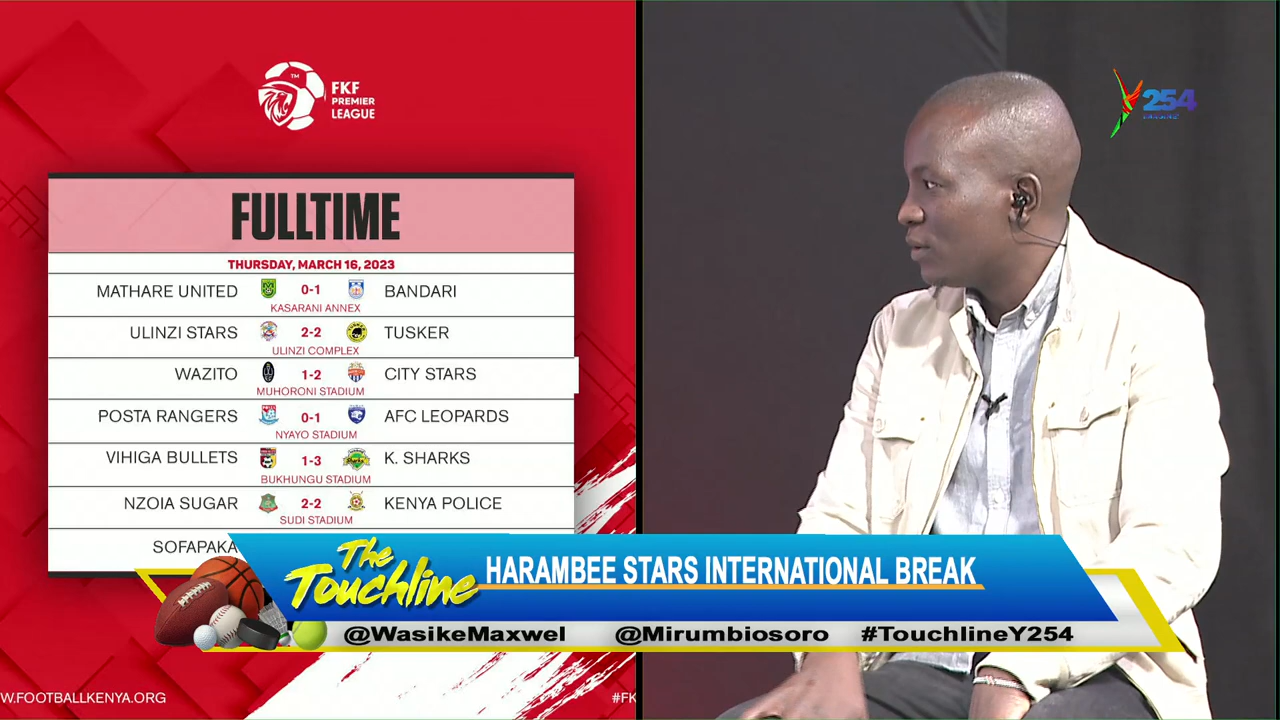 FKF
PREMIER
LEAGUE
FULLTIME
THURSDAY, MARCH 16, 2023
MATHARE UNITED 0-1 BANDARI
KASARANI ANNEX
ULINZI STARS 2-2 TUSKER
ULINZI COMPLEX
WAZITO 1-2 CITY STARS
MUHORONI STADIUM
POSTA RANGERS 0-1 AFC LEOPARDS
NYAYO STADIUM
VIHIGA BULLETS 1-3 K. SHARKS
BUKHUNGU STADIUM
NZOIA SUGAR 2-2 KENYA POLICE
SUDI STADIUM
SOFAPAKA
W.FOOTBALLKENYA.ORG
#FK
Y254
The
Touchline
HARAMBEE STARS INTERNATIONAL BREAK
@WasikeMaxwel @Mirumbiosoro #TouchlineY254